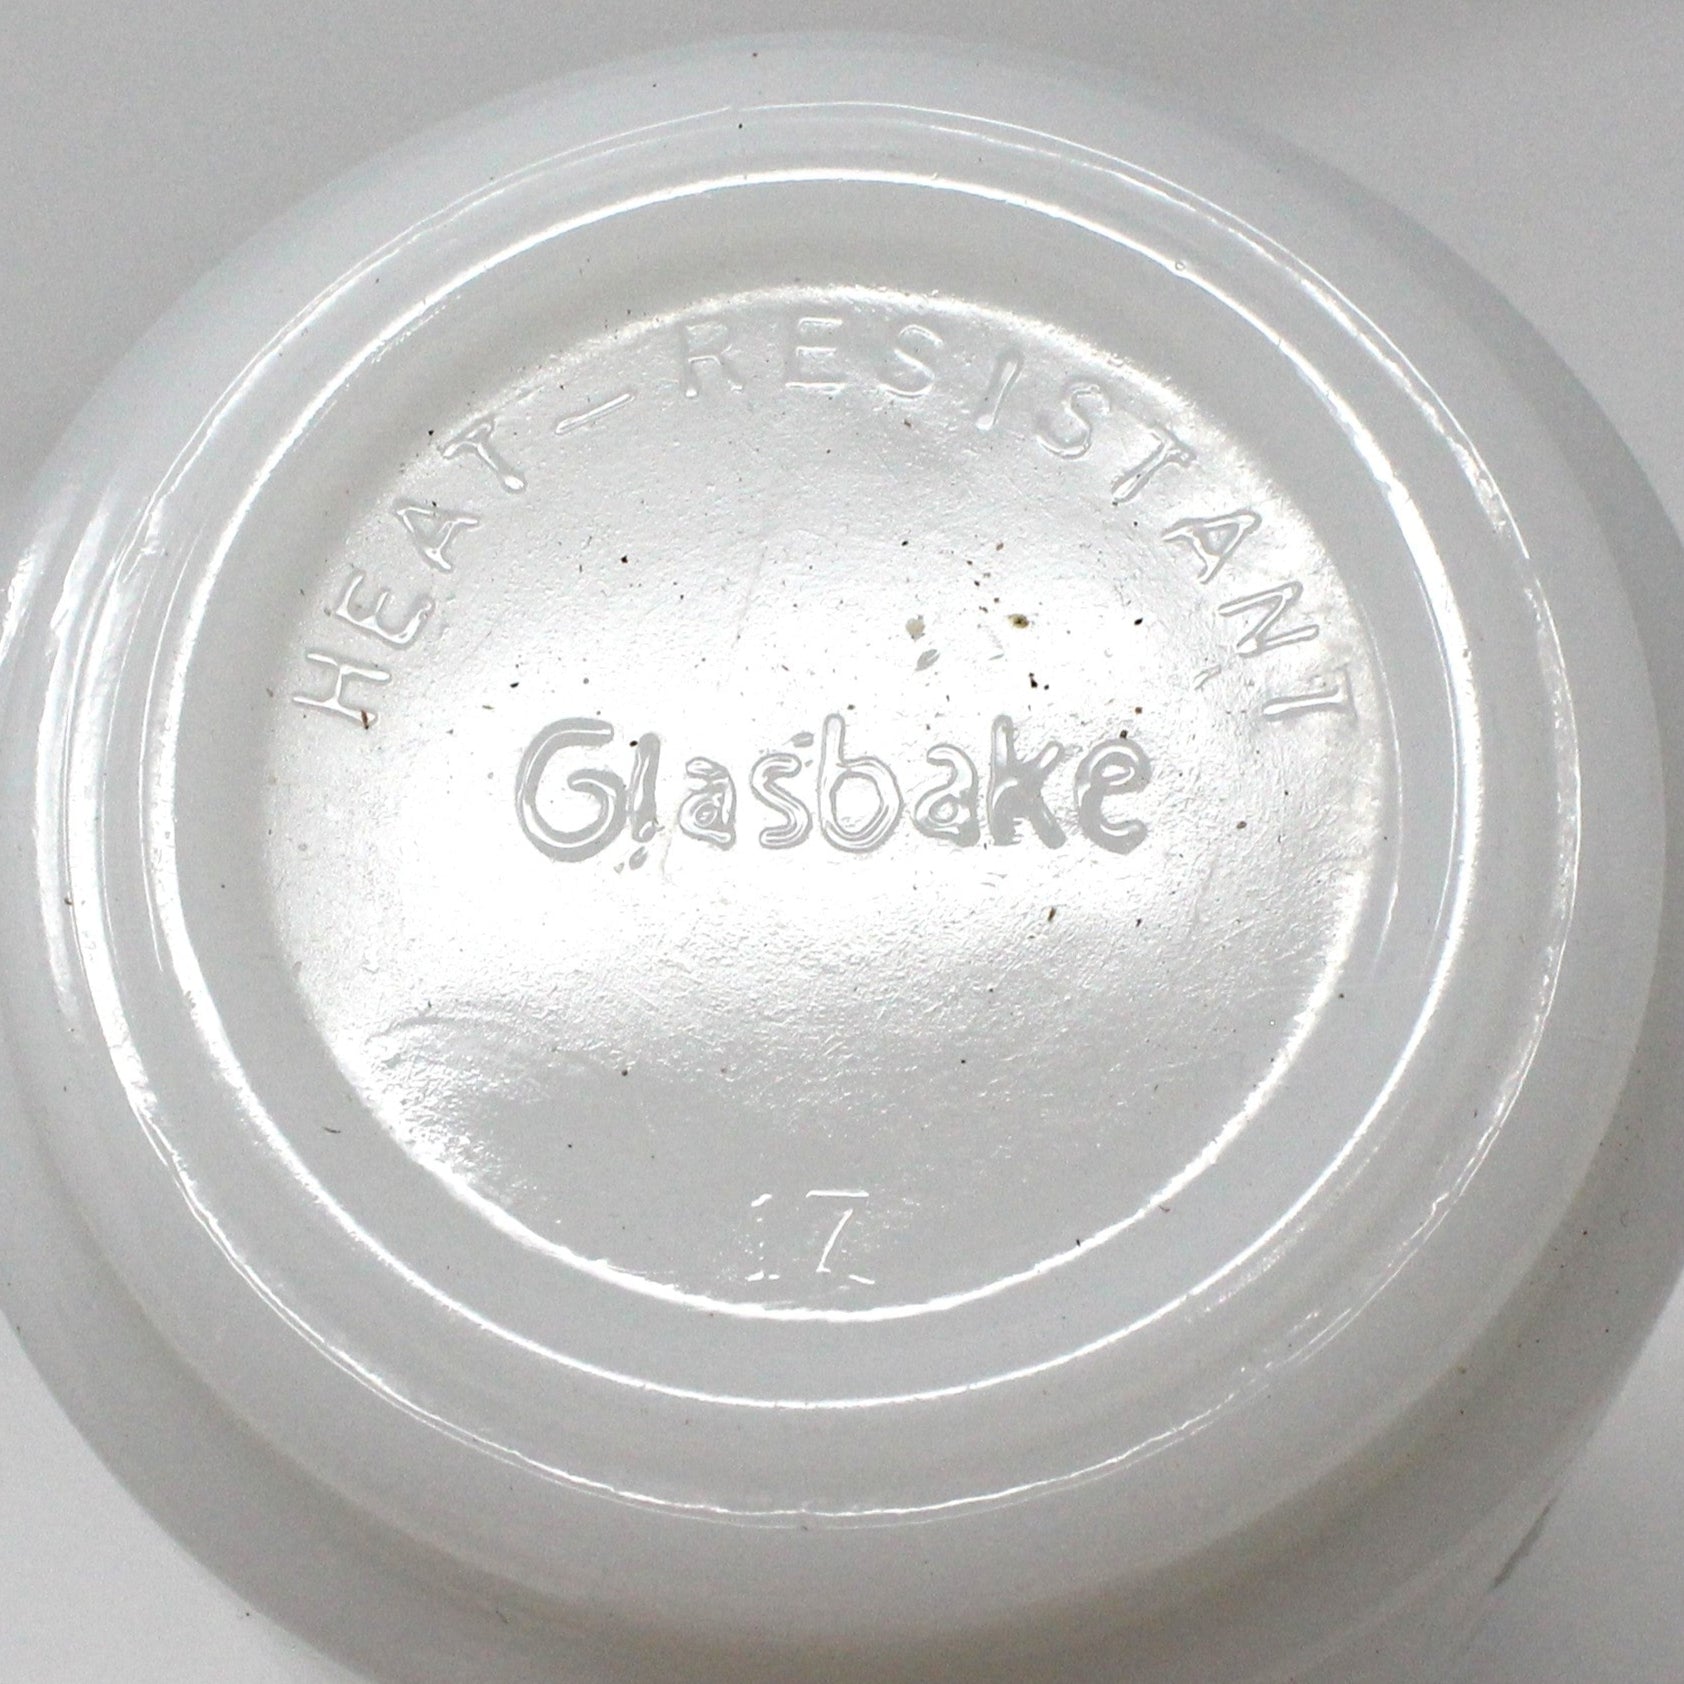 HEAT-RESISTANT
Glasbake
17